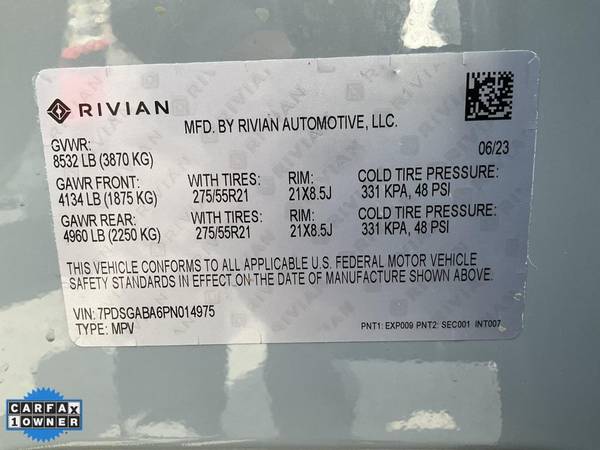 RIVIAN
MFD. BY RIVIAN AUTOMOTIVE, LLC.
GVWR:
8532 LB (3870 KG)
06/23
GAWR FRONT: WITH TIRES: RIM: COLD TIRE PRESSURE:
4134 LB (1875 KG) 275/55R21 21X8.5J 331 KPA, 48 PSI
GAWR REAR: WITH TIRES: RIM: COLD TIRE PRESSURE:
4960 LB (2250 KG) 275/55R21 21X8.5J 331 KPA, 48 PSI
THIS VEHICLE CONFORMS TO ALL APPLICABLE U.S. FEDERAL MOTOR VEHICLE
SAFETY STANDARDS IN EFFECT ON THE DATE OF MANUFACTURE SHOWN ABOVE.
VIN: 7PDSGABA6PN014975
TYPE: MPV
PNT1: EXP009 PNT2: SEC001 INT007
CARFAX
1 OWNER